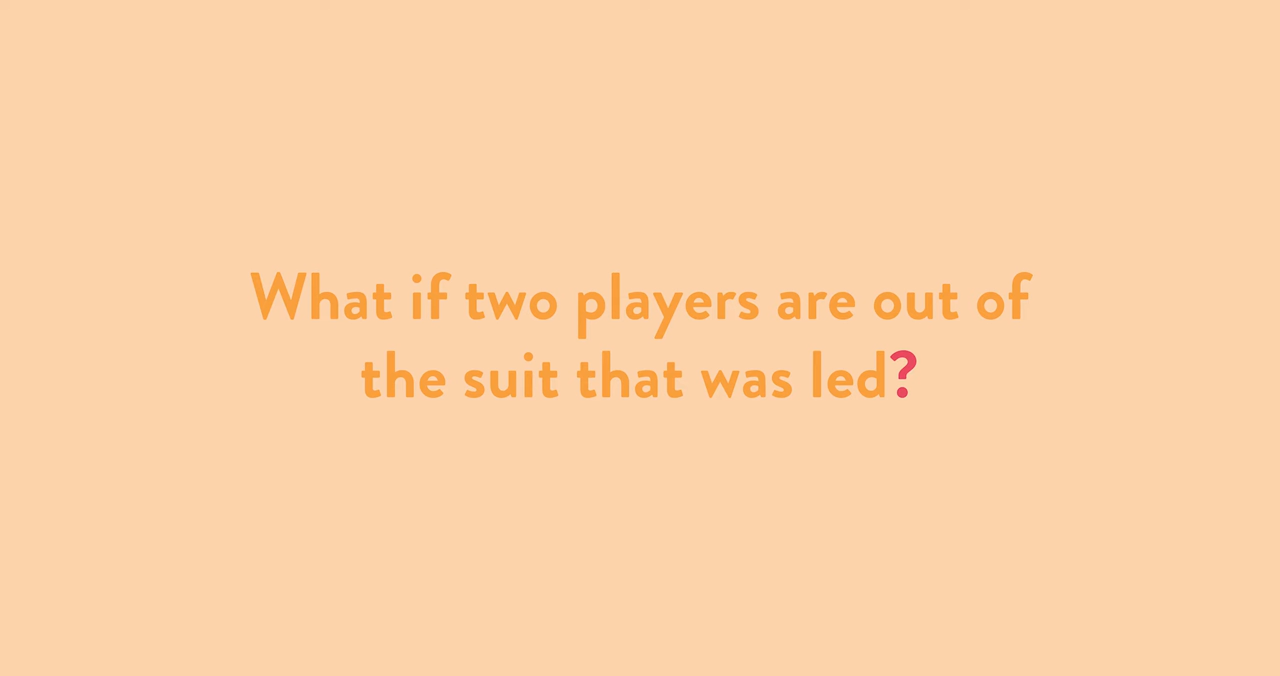 What if two players are out of
the suit that was led?